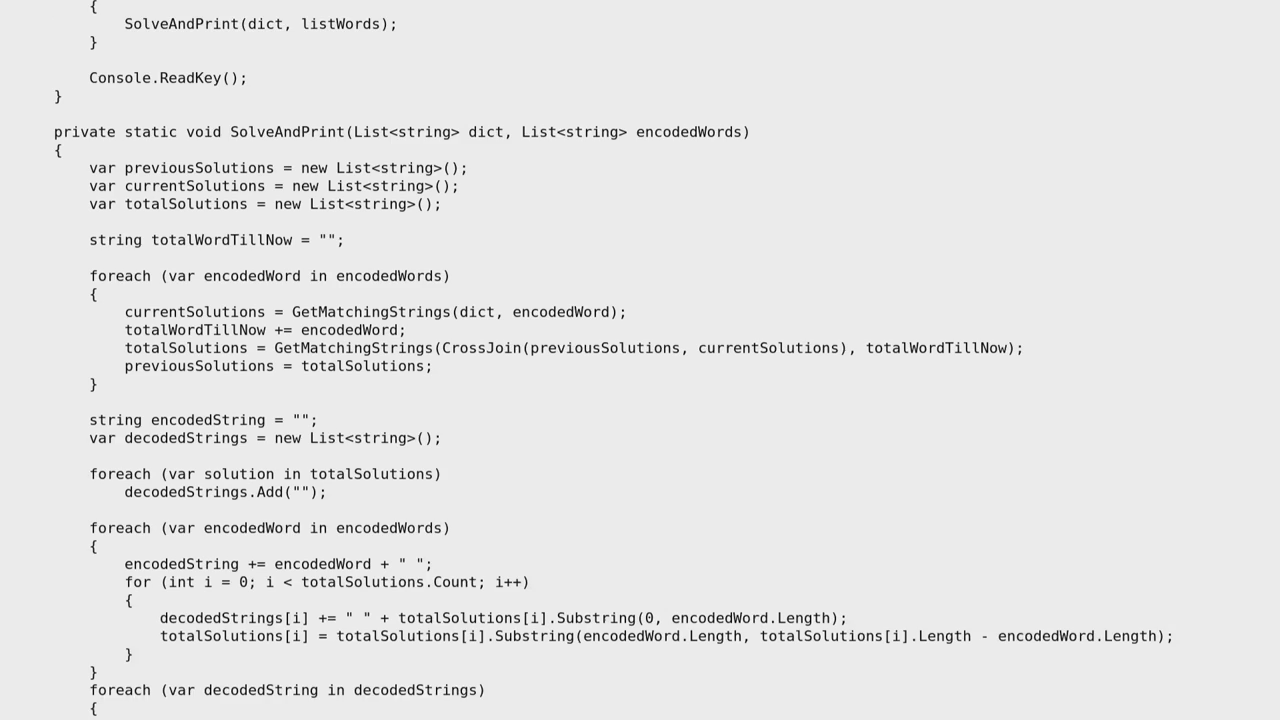 {
SolveAndPrint(dict, listWords);
}
Console.ReadKey();
}
private static void SolveAndPrint(List<string> dict, List<string> encodedWords)
{
var previousSolutions = new List<string>();
var currentSolutions = new List<string>();
var totalSolutions = new List<string>();
string totalWordTillNow = "";
foreach (var encodedWord in encodedWords)
{
currentSolutions = GetMatchingStrings(dict, encodedWord);
totalWordTillNow += encodedWord;
totalSolutions = GetMatchingStrings(CrossJoin(previousSolutions, currentSolutions), totalWordTillNow);
previousSolutions = totalSolutions;
}
string encodedString = "";
var decodedStrings = new List<string>();
foreach (var solution in totalSolutions)
decodedStrings.Add("");
foreach (var encodedWord in encodedWords)
{
encodedString += encodedWord + " ";
for (int i = 0; i < totalSolutions.Count; i++)
{
decodedStrings[i] += " " + totalSolutions[i].Substring(0, encodedWord.Length);
totalSolutions[i] = totalSolutions[i].Substring(encodedWord.Length, totalSolutions[i].Length - encodedWord.Length);
}
}
foreach (var decodedString in decodedStrings)
{